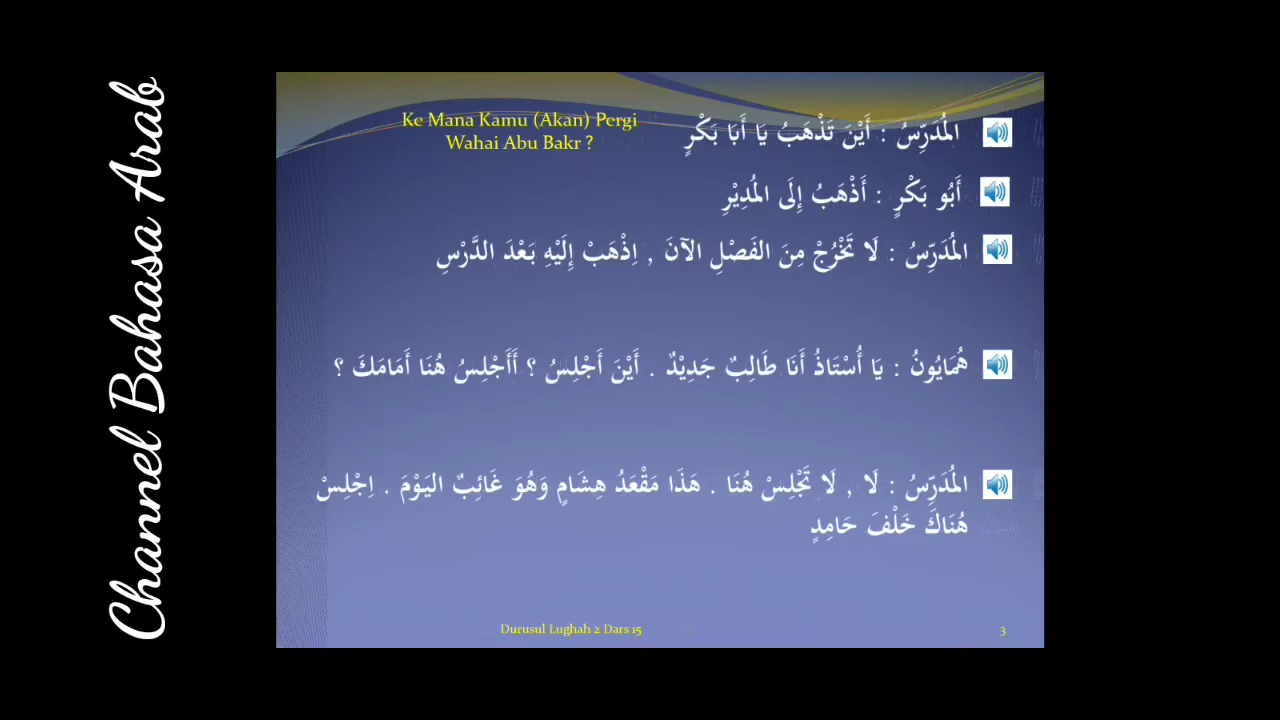 Channel Bahasa Arab
Ke Mana Kamu (Akan) Pergi
Wahai Abu Bakr ?
المُدَرِّسُ : أَيْنَ تَذْهَبُ يَا أَبَا بَكْرٍ
أَبُو بَكْرٍ : أَذْهَبُ إِلَى المُدِيْرِ
المُدَرِّسُ : لَا تَخْرُجْ مِنَ الفَصْلِ الآنَ , اِذْهَبْ إِلَيْهِ بَعْدَ الدَّرْسِ
هُمَايُونُ : يَا أُسْتَاذُ أَنَا طَالِبٌ جَدِيْدٌ . أَيْنَ أَجْلِسُ ؟ أَأَجْلِسُ هُنَا أَمَامَكَ ؟
المُدَرِّسُ : لَا , لَا تَجْلِسْ هُنَا . هَذَا مَقْعَدُ هِشَامٍ وَهُوَ غَائِبٌ اليَوْمَ . اِجْلِسْ
هُنَاكَ خَلْفَ حَامِدٍ
Durusul Lughah 2 Dars 15
3